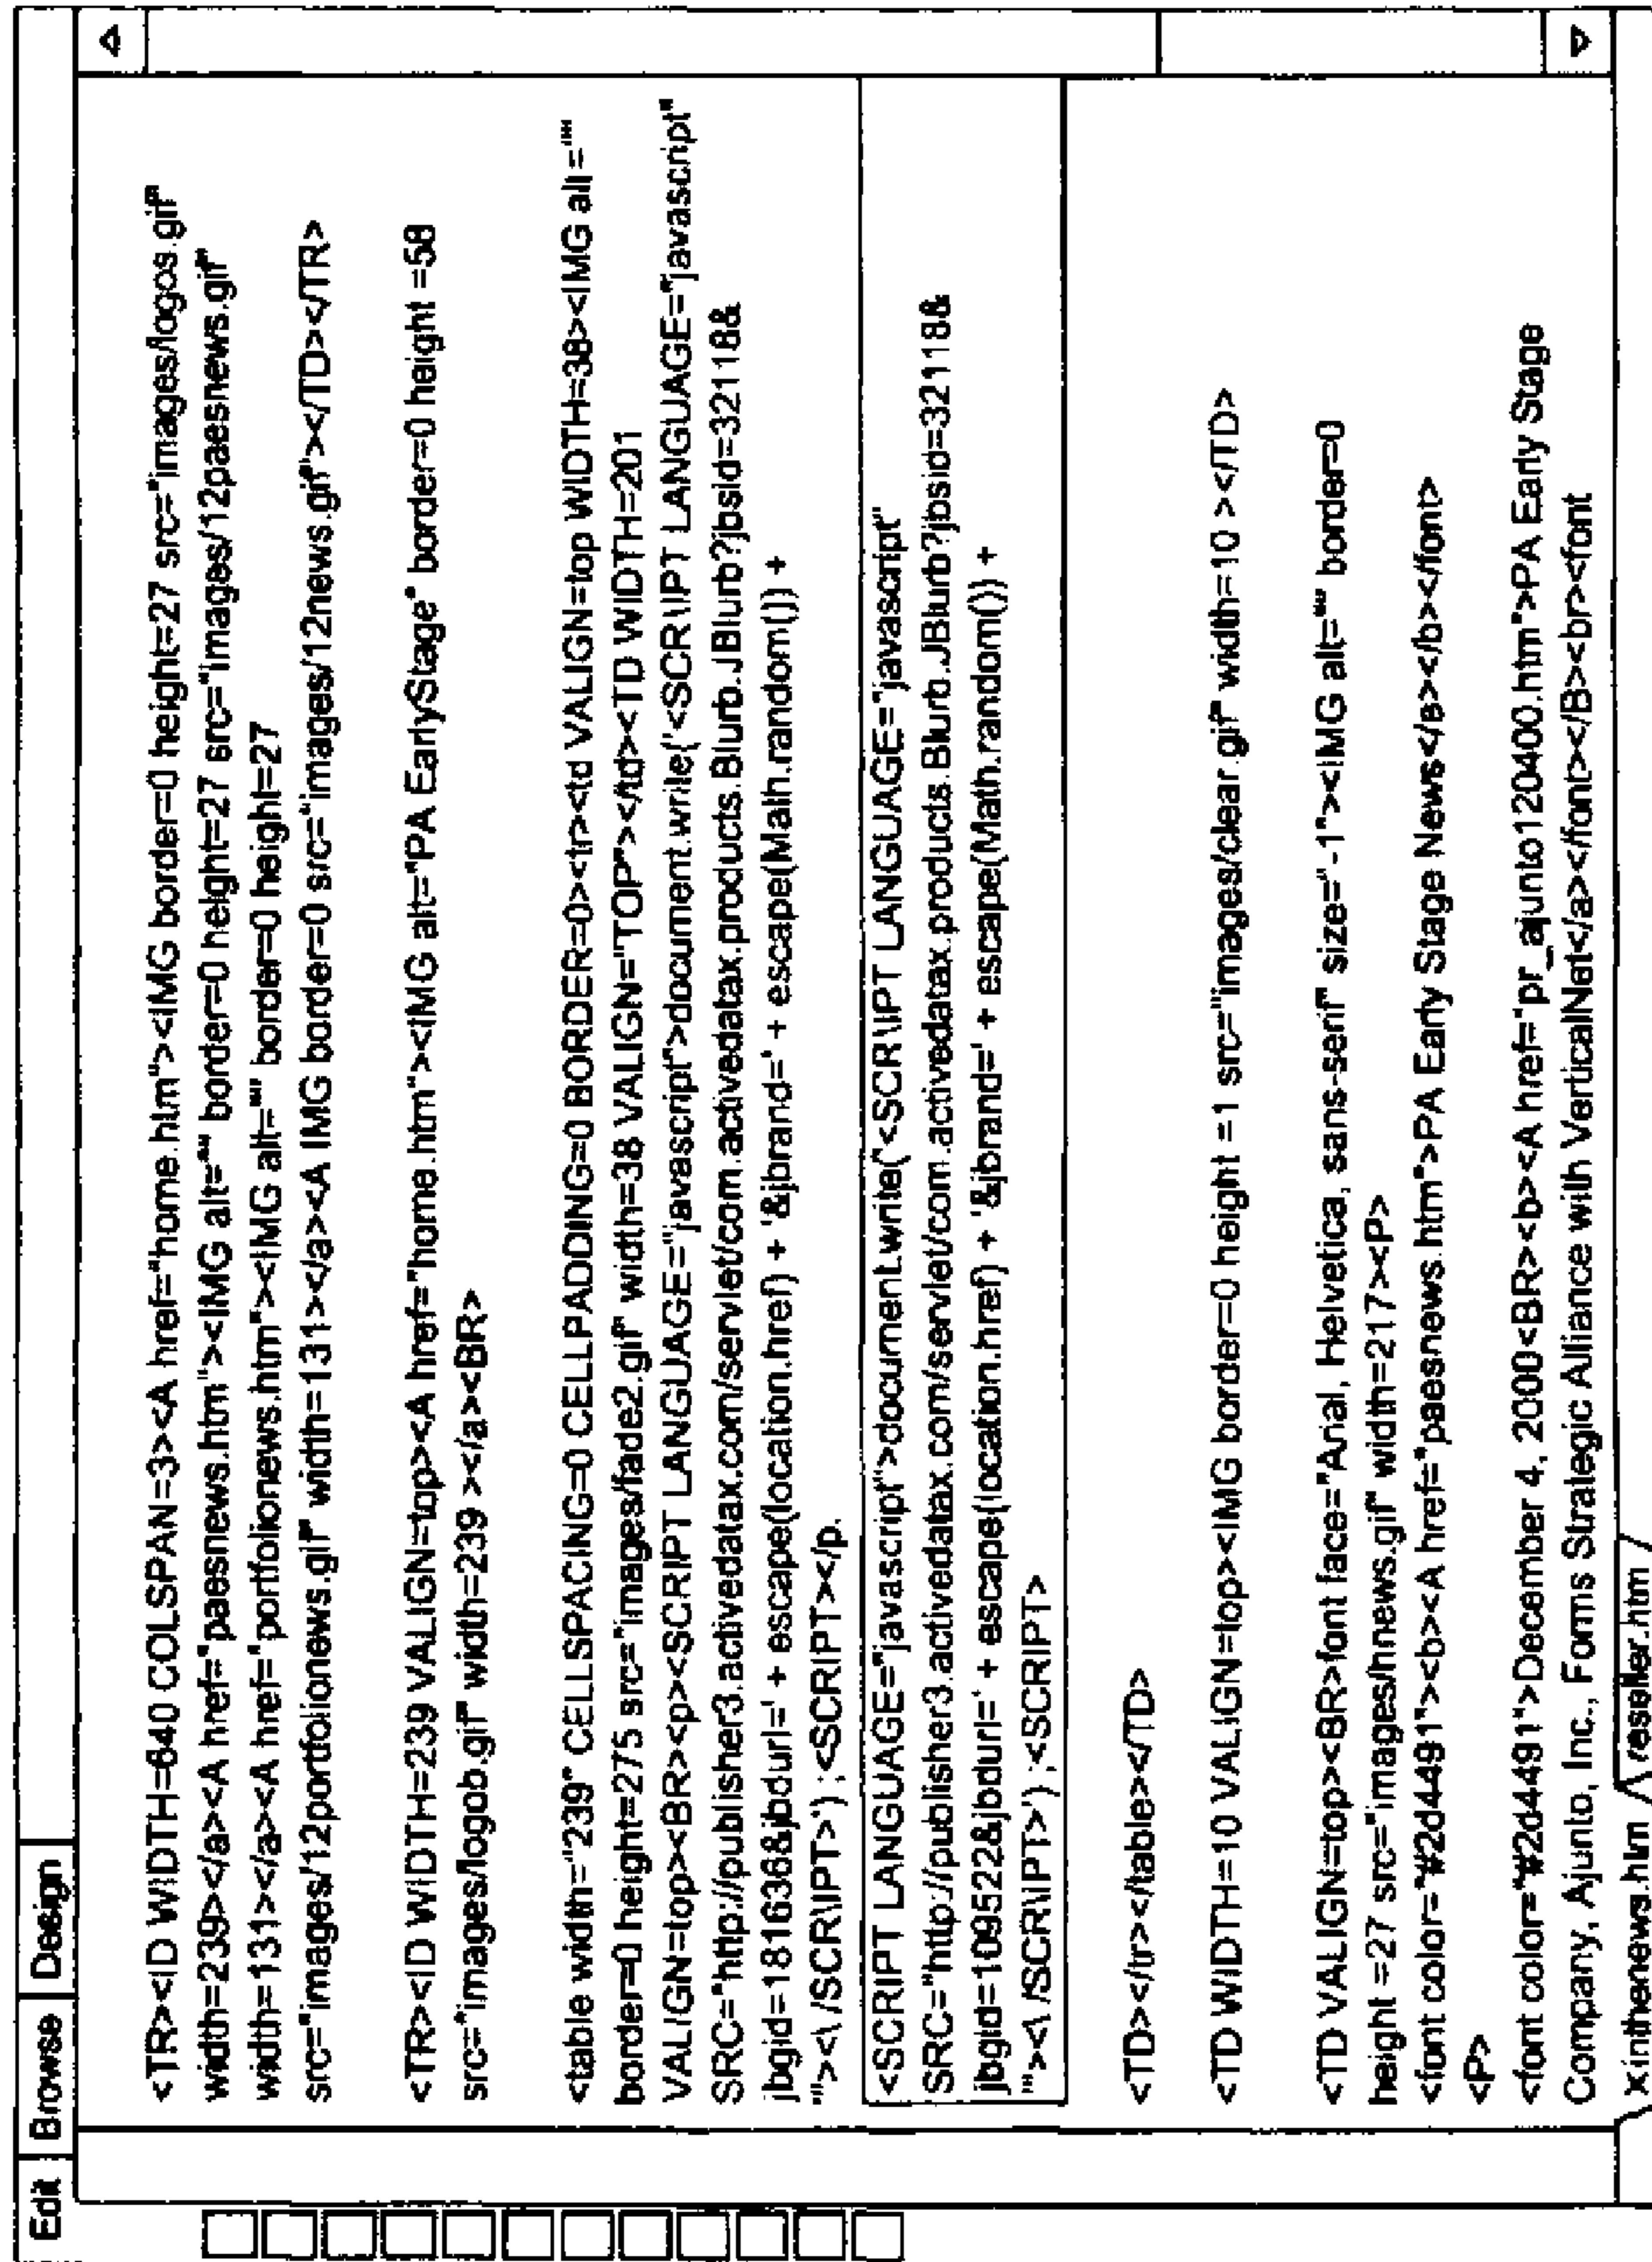 Edit Browse Design
<TR><ID WIDTH=640 COLSPAN=3><A href="home.htm"><IMG border=0 height=27 src="images/logos.gif"
width=239></a><A href="paesnews.htm"><IMG alt="" border=0 height=27 src="images/12paesnews.gif"
width=131></a><A href="portfolionews.htm"><IMG alt="" border=0 height=27
src="images/12portfolionews.gif" width=131></a><A IMG border=0 src="images/12news.gif"></TD></TR>
<TR><ID WIDTH=239 VALIGN=top><A href="home.htm"><IMG alt="PA EarlyStage" border=0 height =58
src="images/logob.gif" width=239 ></a><BR>
<table width="239" CELLSPACING=0 CELLPADDING=0 BORDER=0><tr><td VALIGN=top WIDTH=38><IMG alt=""
border=0 height=275 src="images/fade2.gif" width=38 VALIGN="TOP"></td><TD WIDTH=201
VALIGN=top><BR><p><SCRIPT LANGUAGE="javascript">document.write('<SCR\IPT LANGUAGE="javascript"
SRC="http://publisher3.activedatax.com/servlet/com.activedatax.products.Blurb.JBlurb?jbsid=32118&
jbgid=181636&jbdurl=' + escape(location.href) + '&jbrand=' + escape(Math.random()) +
'"><\ /SCR\IPT>') ;<SCRIPT></p.
<SCRIPT LANGUAGE="javascript">document.write('<SCR\IPT LANGUAGE="javascript"
SRC="http://publisher3.activedatax.com/servlet/com.activedatax.products.Blurb.JBlurb?jbsid=32118&
jbgid=109522&jbdurl=' + escape(location.href) + '&jbrand=' + escape(Math.random()) +
'"><\ /SCR\IPT>') ;<SCRIPT>
<TD></tr></table></TD>
<TD WIDTH=10 VALIGN=top><IMG border=0 height =1 src="images/clear.gif" width=10 ></TD>
<TD VALIGN=top><BR>font face="Arial, Helvetica, sans-serif" size="-1"><IMG alt="" border=0
height =27 src="images/hnews.gif" width=217><P>
<font color="#2d4491"><b><A href="paesnews.htm">PA Early Stage News</a></b></font>
<P>
<font color="#2d4491">December 4, 2000<BR><b><A href="pr_ajunto120400.htm">PA Early Stage
Company, Ajunto, Inc., Forms Strategic Alliance with VerticalNet</a></font></B><br><font
x inthenews.htm /\ reseller.htm /